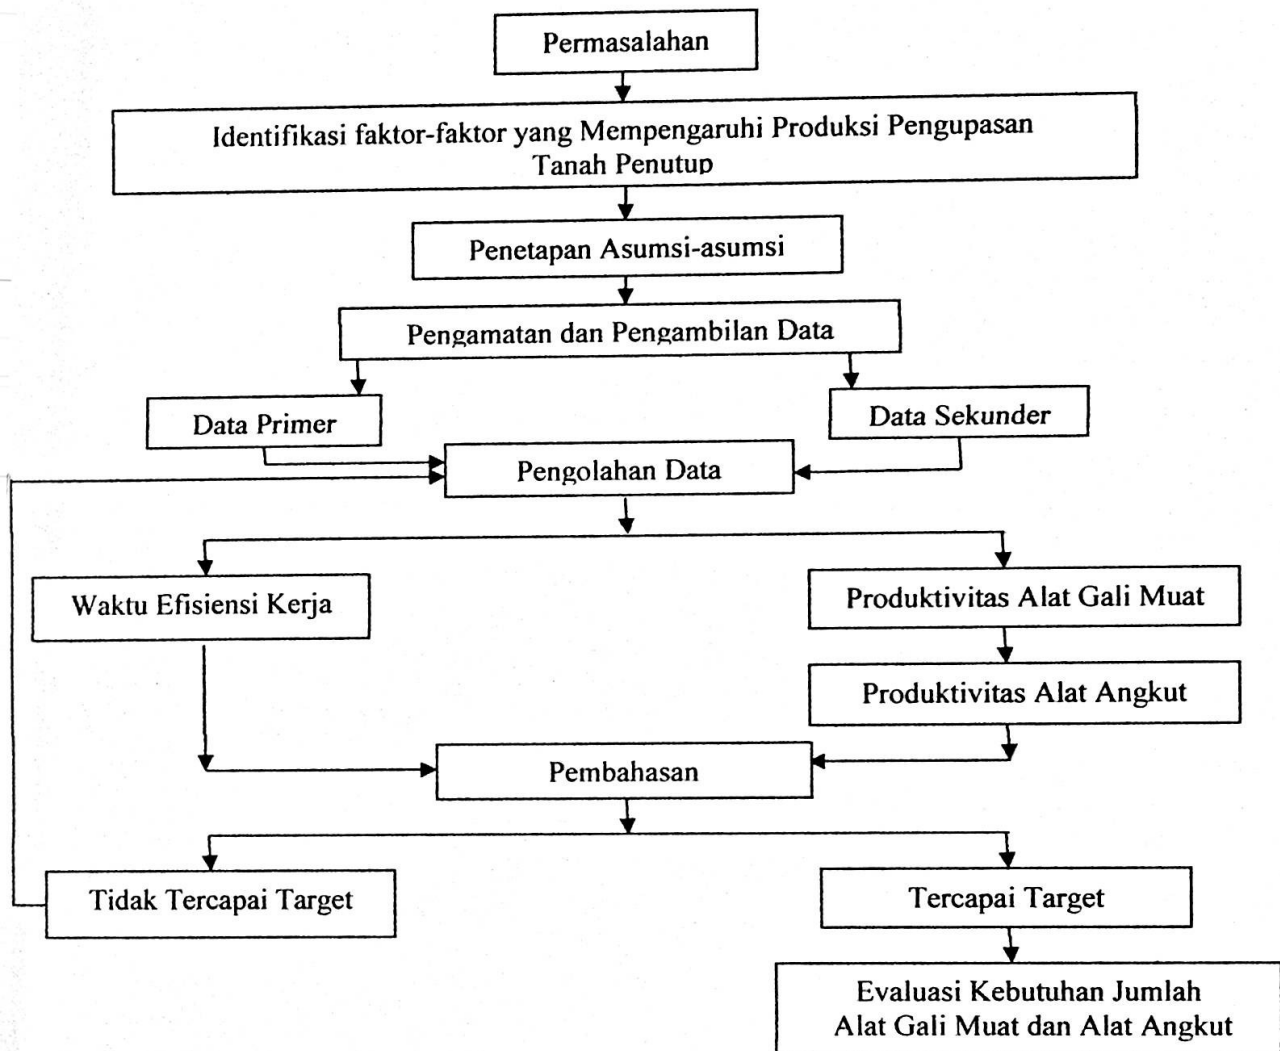 Permasalahan
Identifikasi faktor-faktor yang Mempengaruhi Produksi Pengupasan
Tanah Penutup
Penetapan Asumsi-asumsi
Pengamatan dan Pengambilan Data
Data Primer
Data Sekunder
Pengolahan Data
Waktu Efisiensi Kerja
Produktivitas Alat Gali Muat
Produktivitas Alat Angkut
Pembahasan
Tidak Tercapai Target
Tercapai Target
Evaluasi Kebutuhan Jumlah
Alat Gali Muat dan Alat Angkut